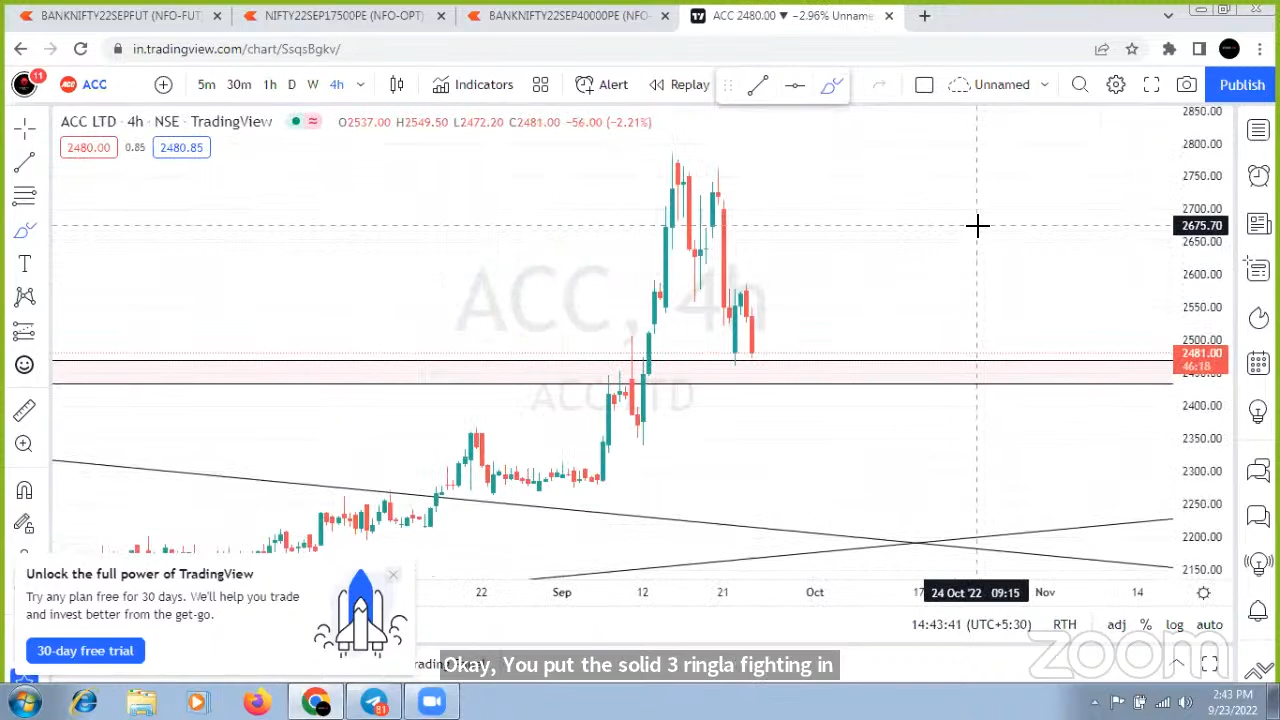 BANKNIFTY22SEPFUT (NFO-FUT
NIFTY22SEP17500PE (NFO-OPT)
BANKNIFTY22SEP40000PE (NFO-
ACC 2480.00 ▼ −2.96% Unname
in.tradingview.com/chart/SsqsBgkv/
11
ACC
5m 30m 1h D W 4h
Indicators
Alert
Replay
Unnamed
Publish
ACC LTD · 4h · NSE · TradingView
O2537.00 H2549.50 L2472.20 C2481.00 −56.00 (−2.21%)
2480.00 0.85 2480.85
2850.00
2800.00
2750.00
2700.00
2675.70
2650.00
2600.00
2550.00
2500.00
2481.00
46:18
2400.00
2350.00
2300.00
2250.00
2200.00
2150.00
ACC, 4h
ACC LTD
Unlock the full power of TradingView
Try any plan free for 30 days. We'll help you trade
and invest better from the get-go.
30-day free trial
22 Sep 12 21 Oct 17 24 Oct '22 09:15 Nov 14
14:43:41 (UTC+5:30) RTH adj % log auto
zoom
Okay, You put the solid 3 ringla fighting in
81
2:43 PM
9/23/2022